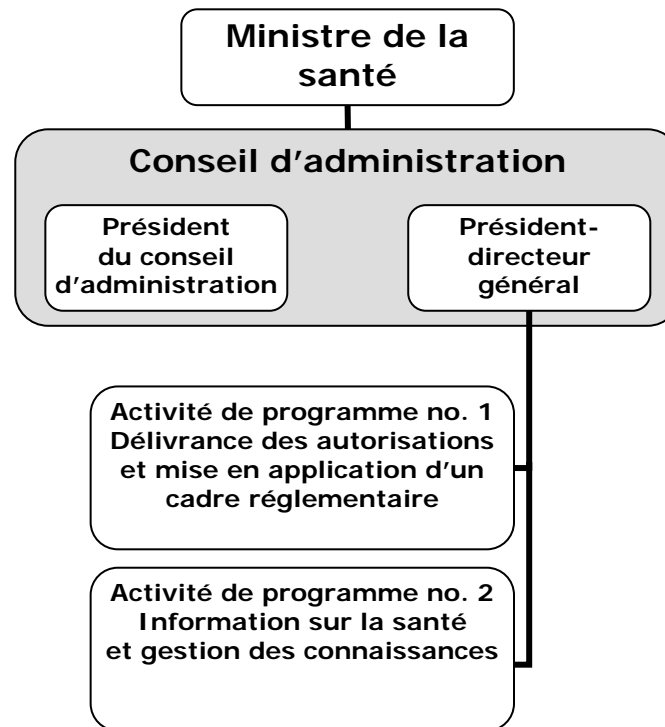 Ministre de la
santé
Conseil d'administration
Président
du conseil
d'administration
Président-
directeur
général
Activité de programme no. 1
Délivrance des autorisations
et mise en application d'un
cadre réglementaire
Activité de programme no. 2
Information sur la santé
et gestion des connaissances